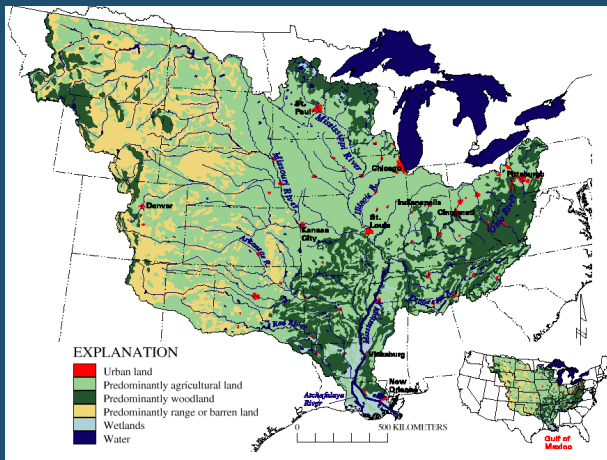 St.
Paul
Mississippi River
Missouri River
Chicago
Pittsburgh
Illinois R.
Indianapolis
Cincinnati
Ohio River
Denver
Kansas
City
St.
Louis
Arkansas R.
Tennessee R.
Red River
Mississippi R.
Vicksburg
New
Orleans
Atchafalaya
River
EXPLANATION
Urban land
Predominantly agricultural land
Predominantly woodland
Predominantly range or barren land
Wetlands
Water
0
500 KILOMETERS
Gulf of
Mexico